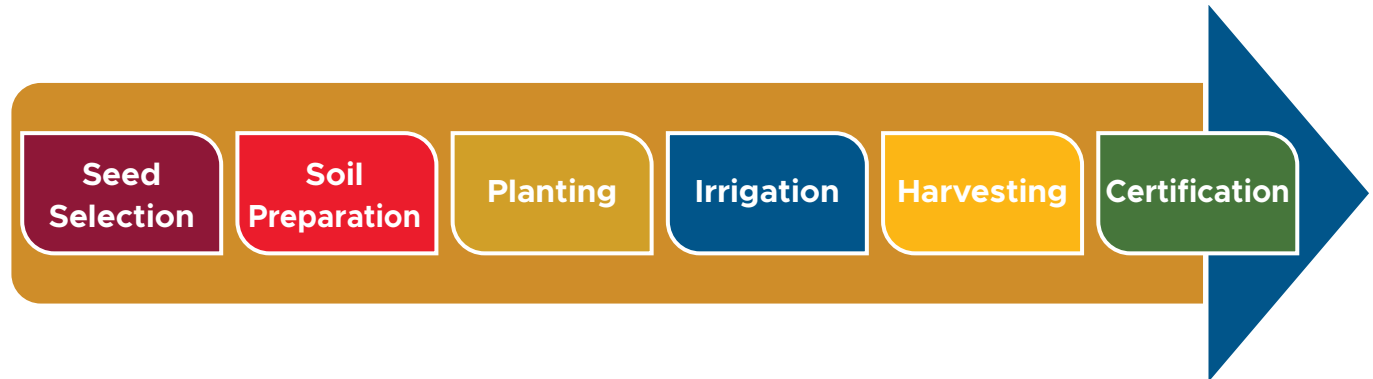 Seed
Selection
Soil
Preparation
Planting
Irrigation
Harvesting
Certification